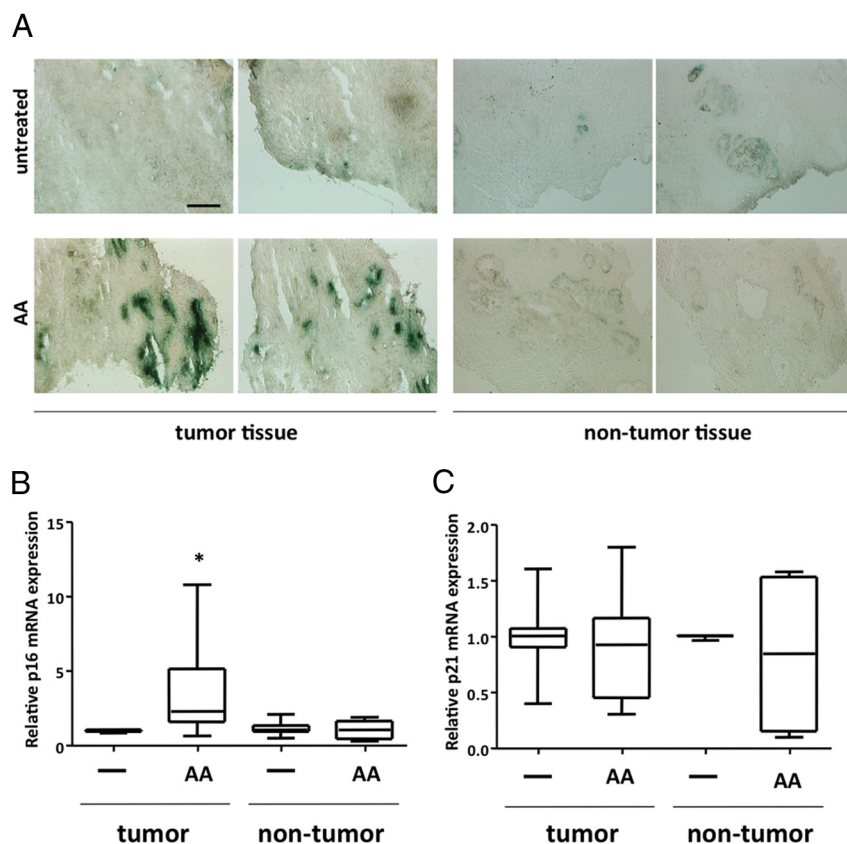 A
untreated
AA
tumor tissue
non-tumor tissue
B
Relative p16 mRNA expression
15
10
5
0
*
— AA — AA
tumor non-tumor
C
Relative p21 mRNA expression
2.0
1.5
1.0
0.5
0.0
— AA — AA
tumor non-tumor